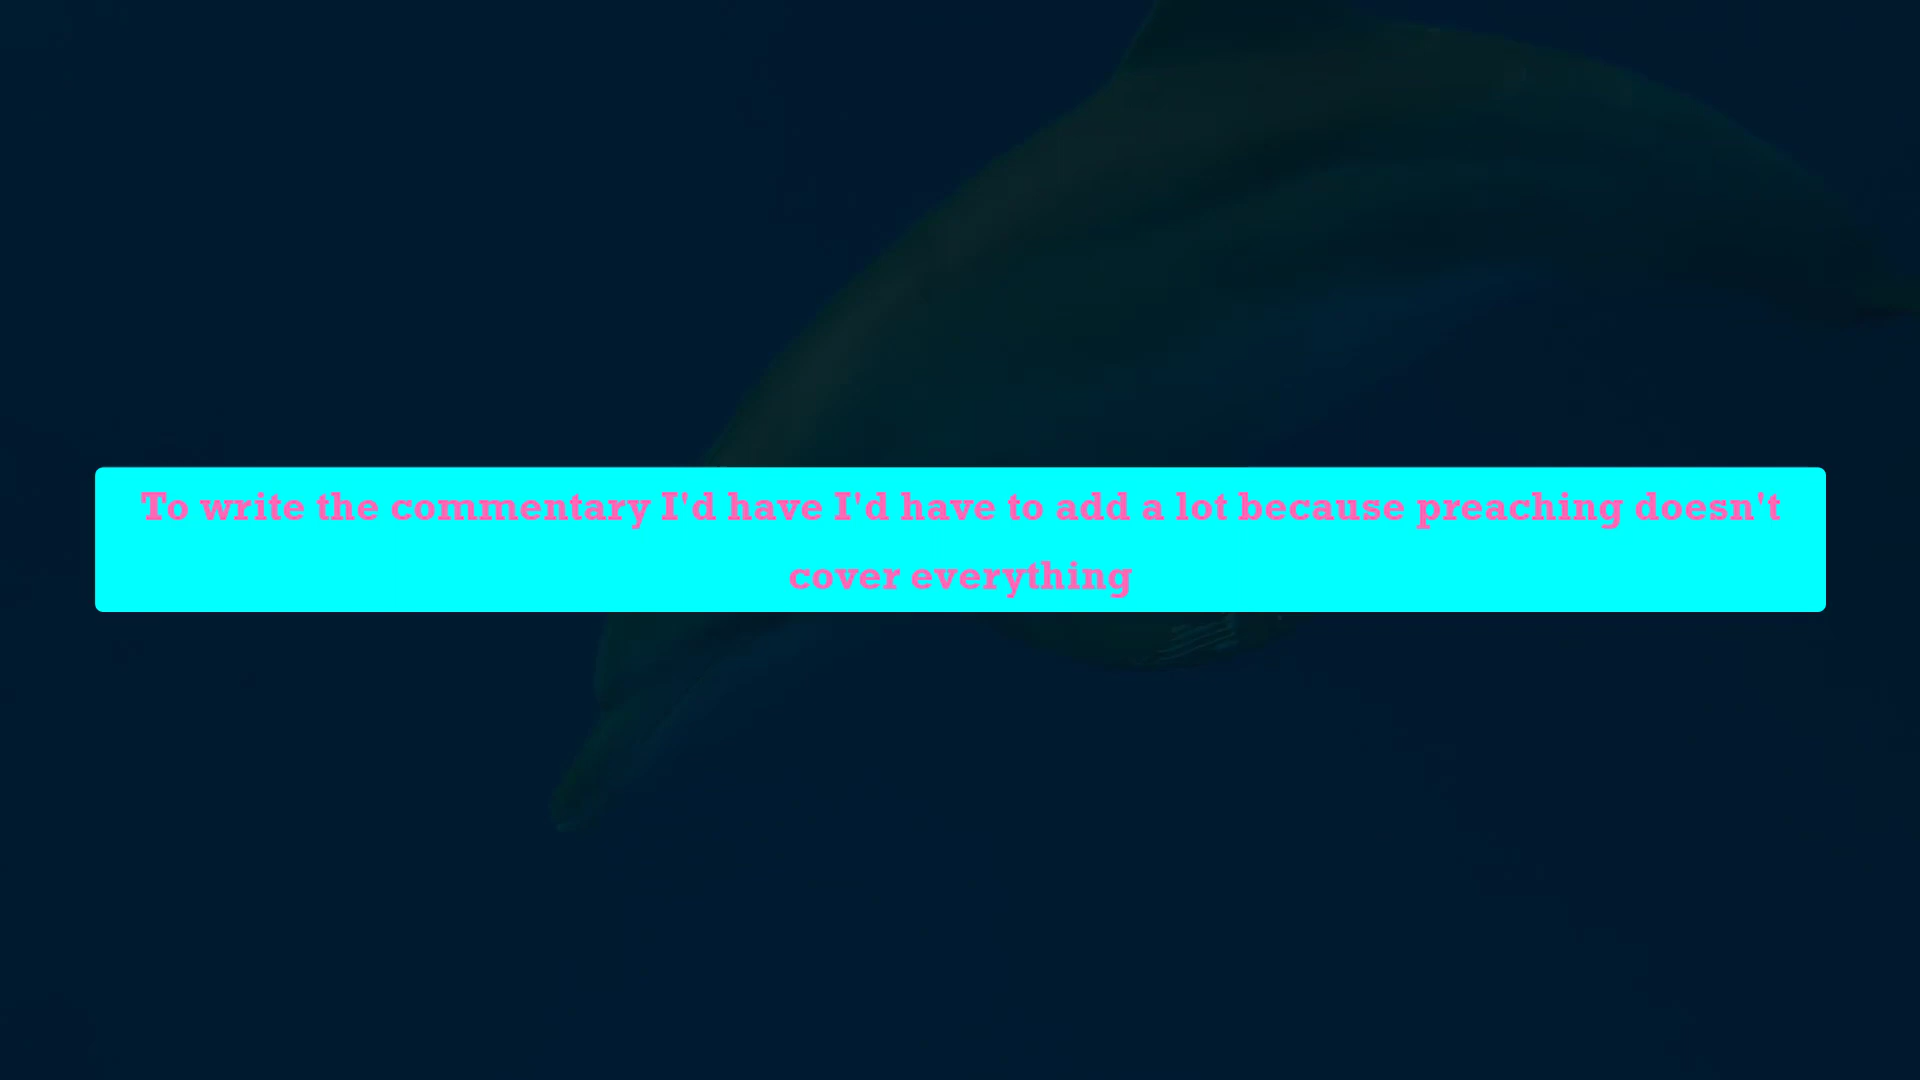 To write the commentary I'd have I'd have to add a lot because preaching doesn't
cover everything